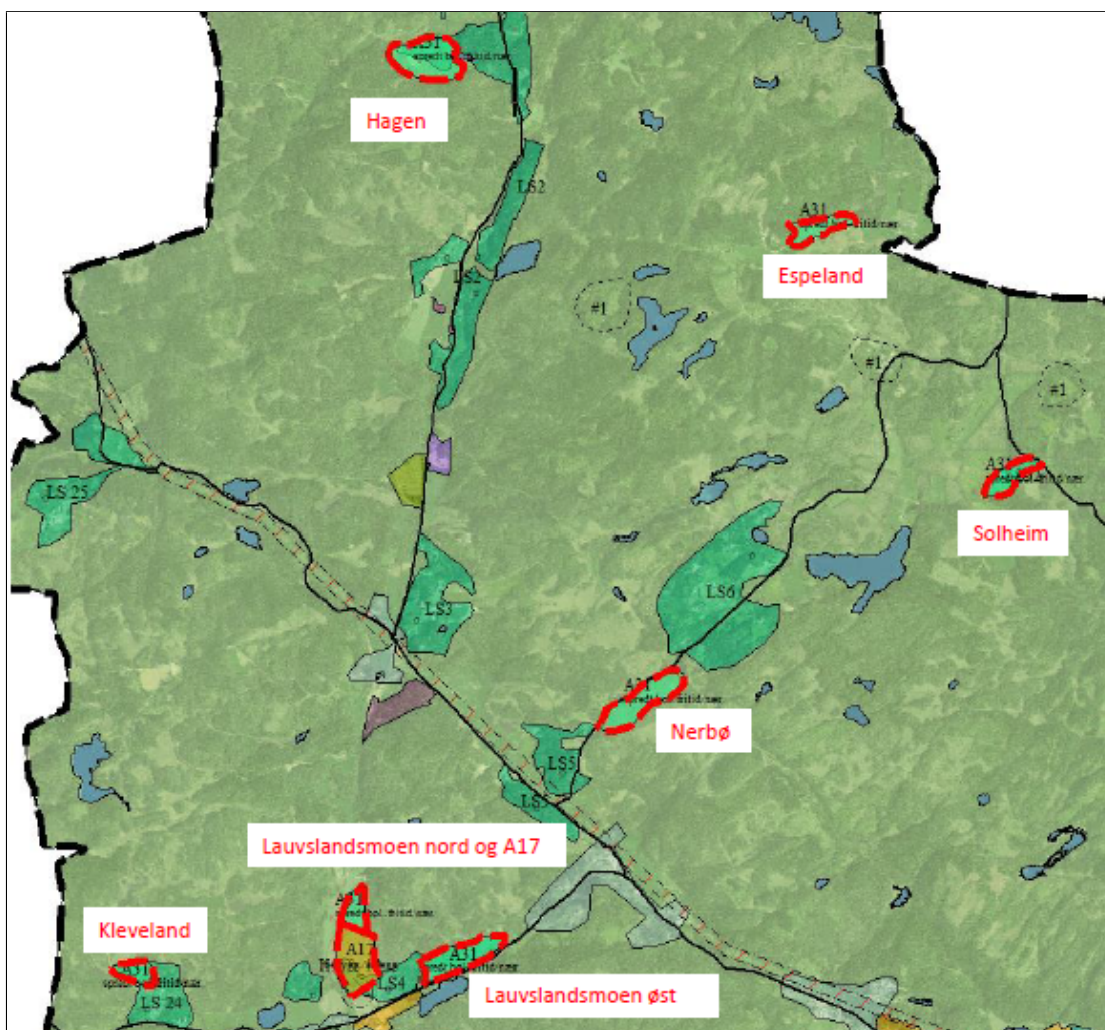 A31
Hagen
LS2
A31
Espeland
LS2
#1
#1
#1
LS 25
A31
Solheim
LS3
LS6
Nerbø
LS5
LS5
Lauvslandsmoen nord og A17
A31
Kleveland
A17
A31
A31
LS4
LS 24
Lauvslandsmoen øst